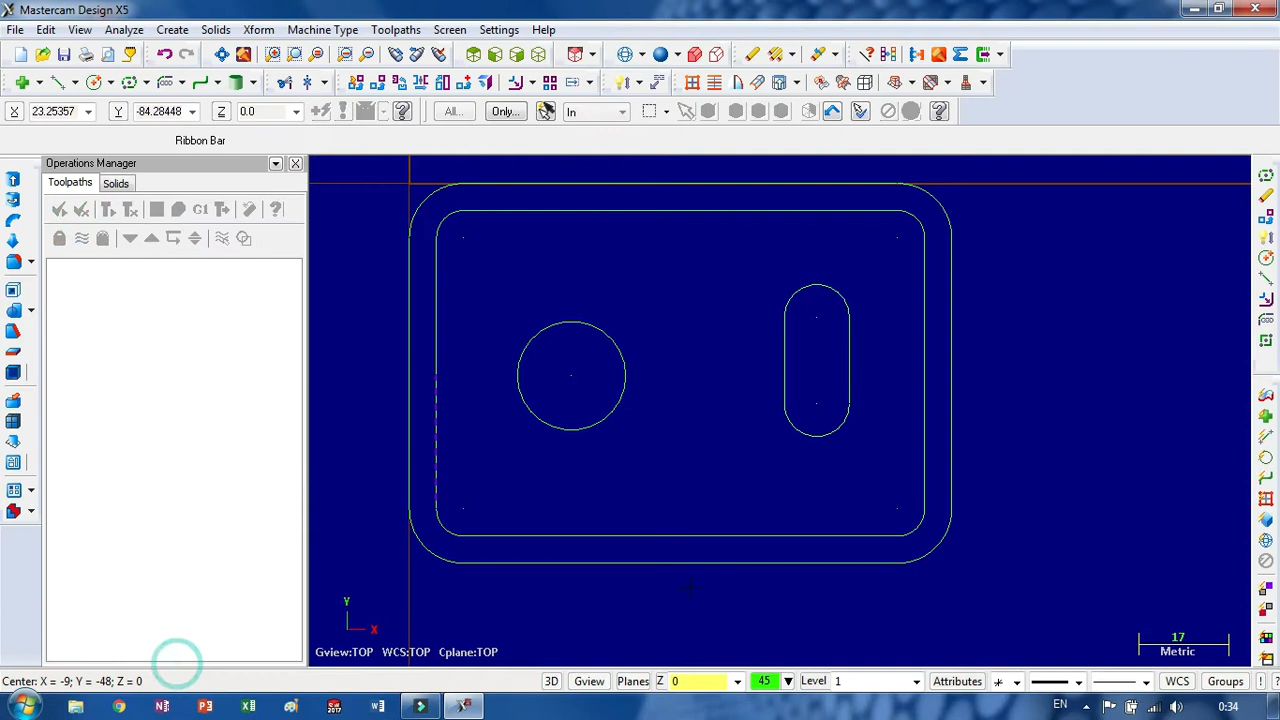 Mastercam Design X5
File Edit View Analyze Create Solids Xform Machine Type Toolpaths Screen Settings Help
X 23.25357 Y -84.28448 Z 0.0 All... Only... In
Ribbon Bar
Operations Manager
Toolpaths Solids
G1
Y
X
Gview:TOP WCS:TOP Cplane:TOP
17
Metric
Center: X = -9; Y = -48; Z = 0 3D Gview Planes Z 0 45 Level 1 Attributes WCS Groups
EN 0:34